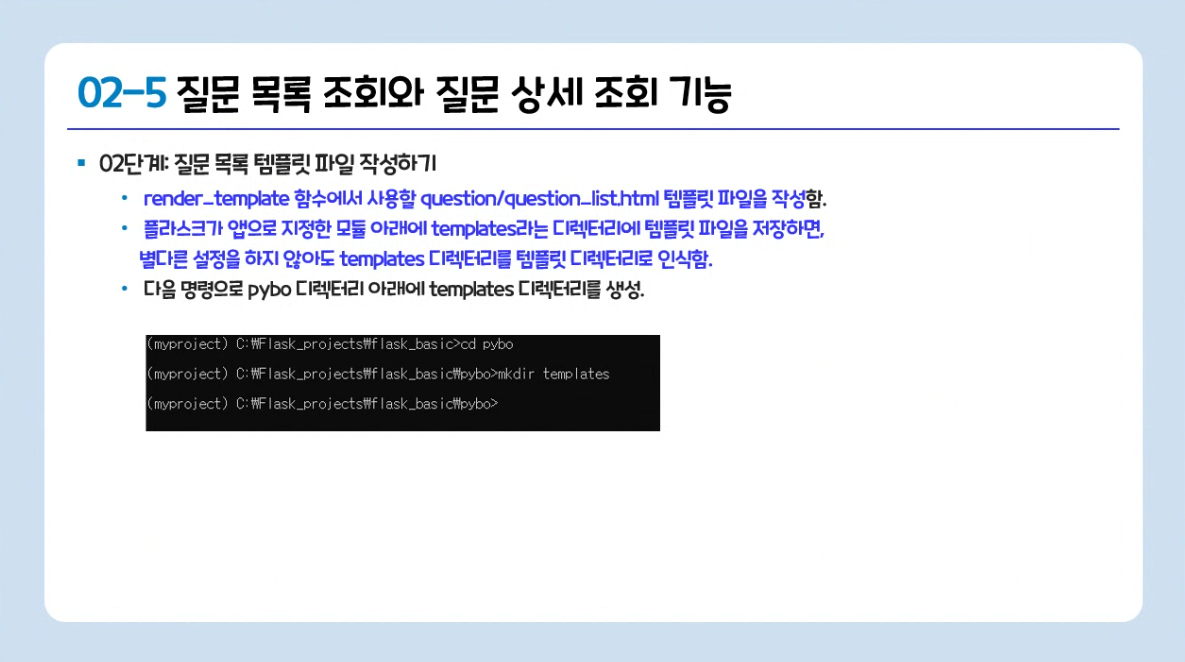 02-5 질문 목록 조회와 질문 상세 조회 기능
▪ 02단계: 질문 목록 템플릿 파일 작성하기
• render_template 함수에서 사용할 question/question_list.html 템플릿 파일을 작성함.
• 플라스크가 앱으로 지정한 모듈 아래에 templates라는 디렉터리에 템플릿 파일을 저장하면,
별다른 설정을 하지 않아도 templates 디렉터리를 템플릿 디렉터리로 인식함.
• 다음 명령으로 pybo 디렉터리 아래에 templates 디렉터리를 생성.
(myproject) C:₩Flask_projects₩flask_basic>cd pybo
(myproject) C:₩Flask_projects₩flask_basic₩pybo>mkdir templates
(myproject) C:₩Flask_projects₩flask_basic₩pybo>